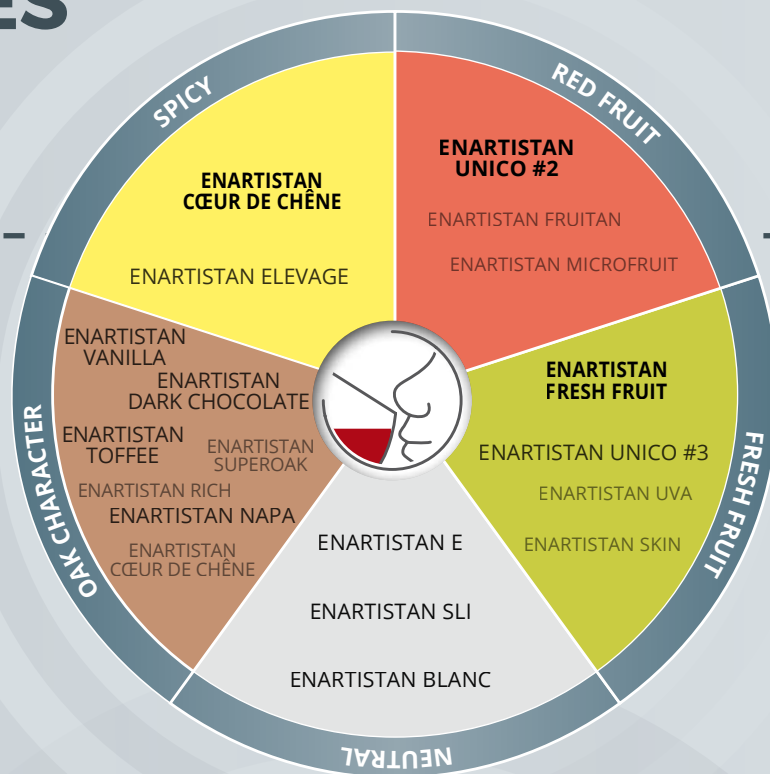 ES
SPICY
ENARTISTAN
CŒUR DE CHÊNE
ENARTISTAN ELEVAGE
RED FRUIT
ENARTISTAN
UNICO #2
ENARTISTAN FRUITAN
ENARTISTAN MICROFRUIT
FRESH FRUIT
ENARTISTAN
FRESH FRUIT
ENARTISTAN UNICO #3
ENARTISTAN UVA
ENARTISTAN SKIN
NEUTRAL
ENARTISTAN E
ENARTISTAN SLI
ENARTISTAN BLANC
OAK CHARACTER
ENARTISTAN
VANILLA
ENARTISTAN
DARK CHOCOLATE
ENARTISTAN
TOFFEE
ENARTISTAN
SUPEROAK
ENARTISTAN RICH
ENARTISTAN NAPA
ENARTISTAN
CŒUR DE CHÊNE